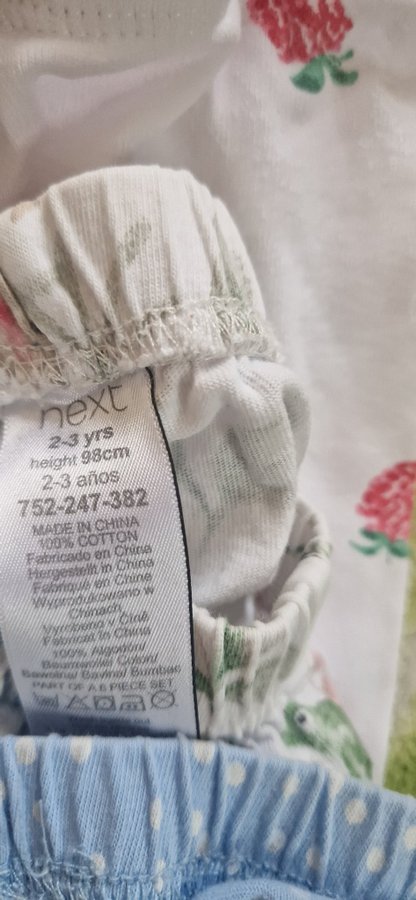 next
2-3 yrs
height 98cm
2-3 años
752-247-382
MADE IN CHINA
100% COTTON
Fabricado en China
Hergestellt in China
Fabriqué en Chine
Wyprodukowano w
Chinach
Vyrobeno v Číně
Fabricat în China
100% Algodon/
Baumwolle/ Coton/
Bawełna/ Bavlna/ Bumbac
PART OF A 6 PIECE SET